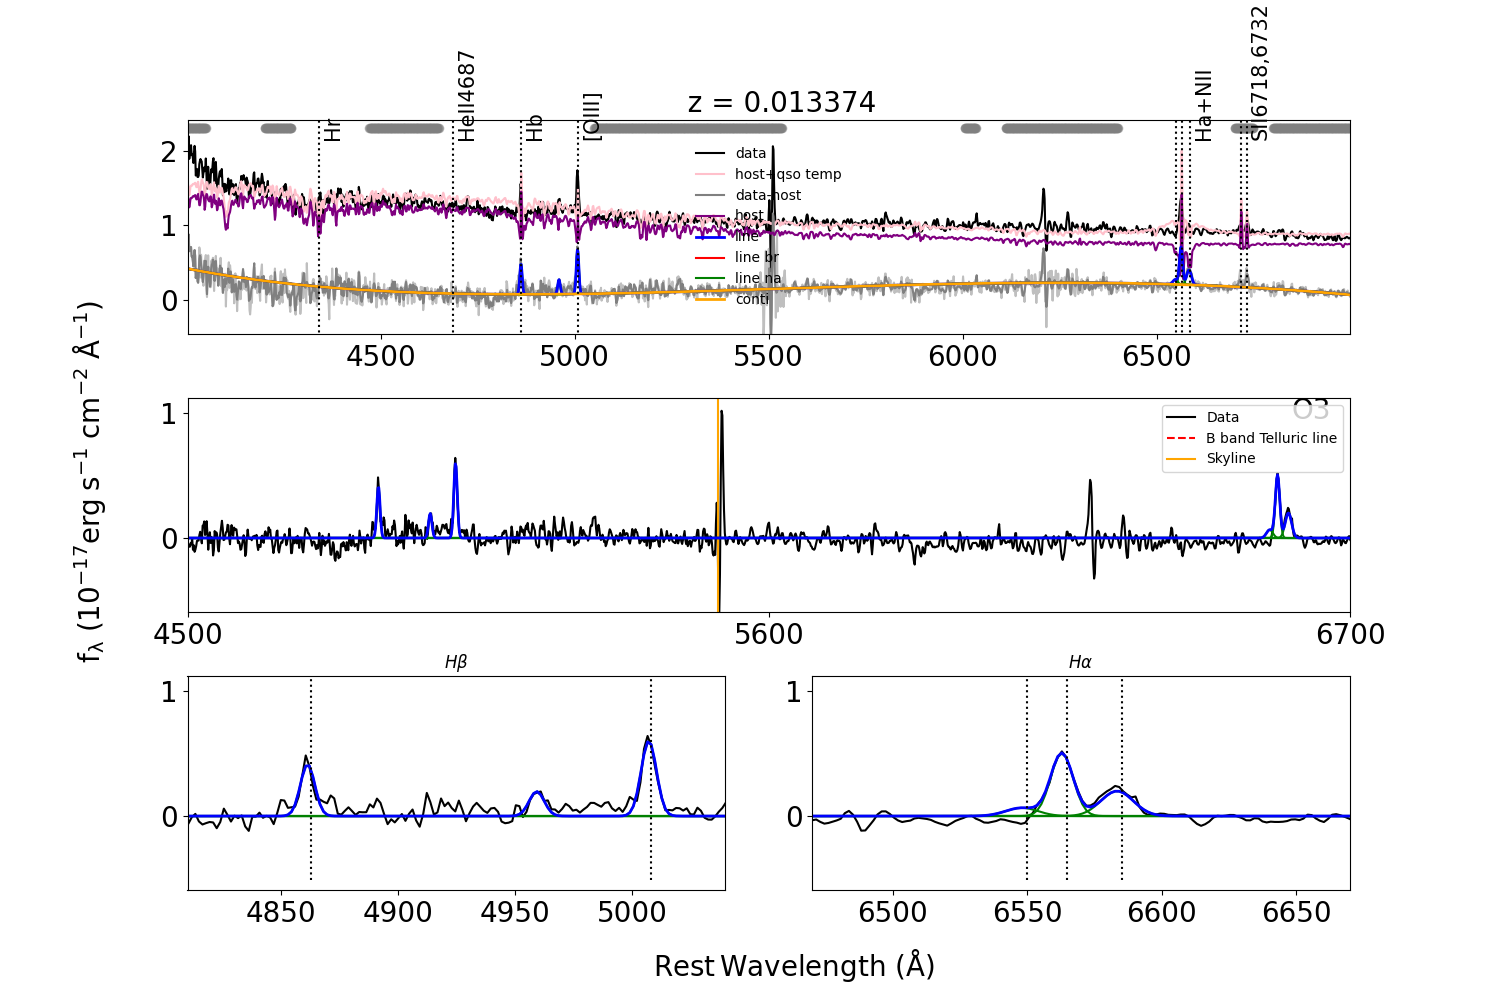 z = 0.013374
Hr
HeII4687
Hb
[OIII]
Ha+NII
SII6718,6732
data
host+qso temp
data-host
host
line
line br
line na
conti
2
1
0
4500
5000
5500
6000
6500
O3
Data
B band Telluric line
Skyline
1
0
4500
5600
6700
fλ (10⁻¹⁷erg s⁻¹ cm⁻² Å⁻¹)
Hβ
1
0
4850
4900
4950
5000
Hα
1
0
6500
6550
6600
6650
Rest Wavelength (Å)